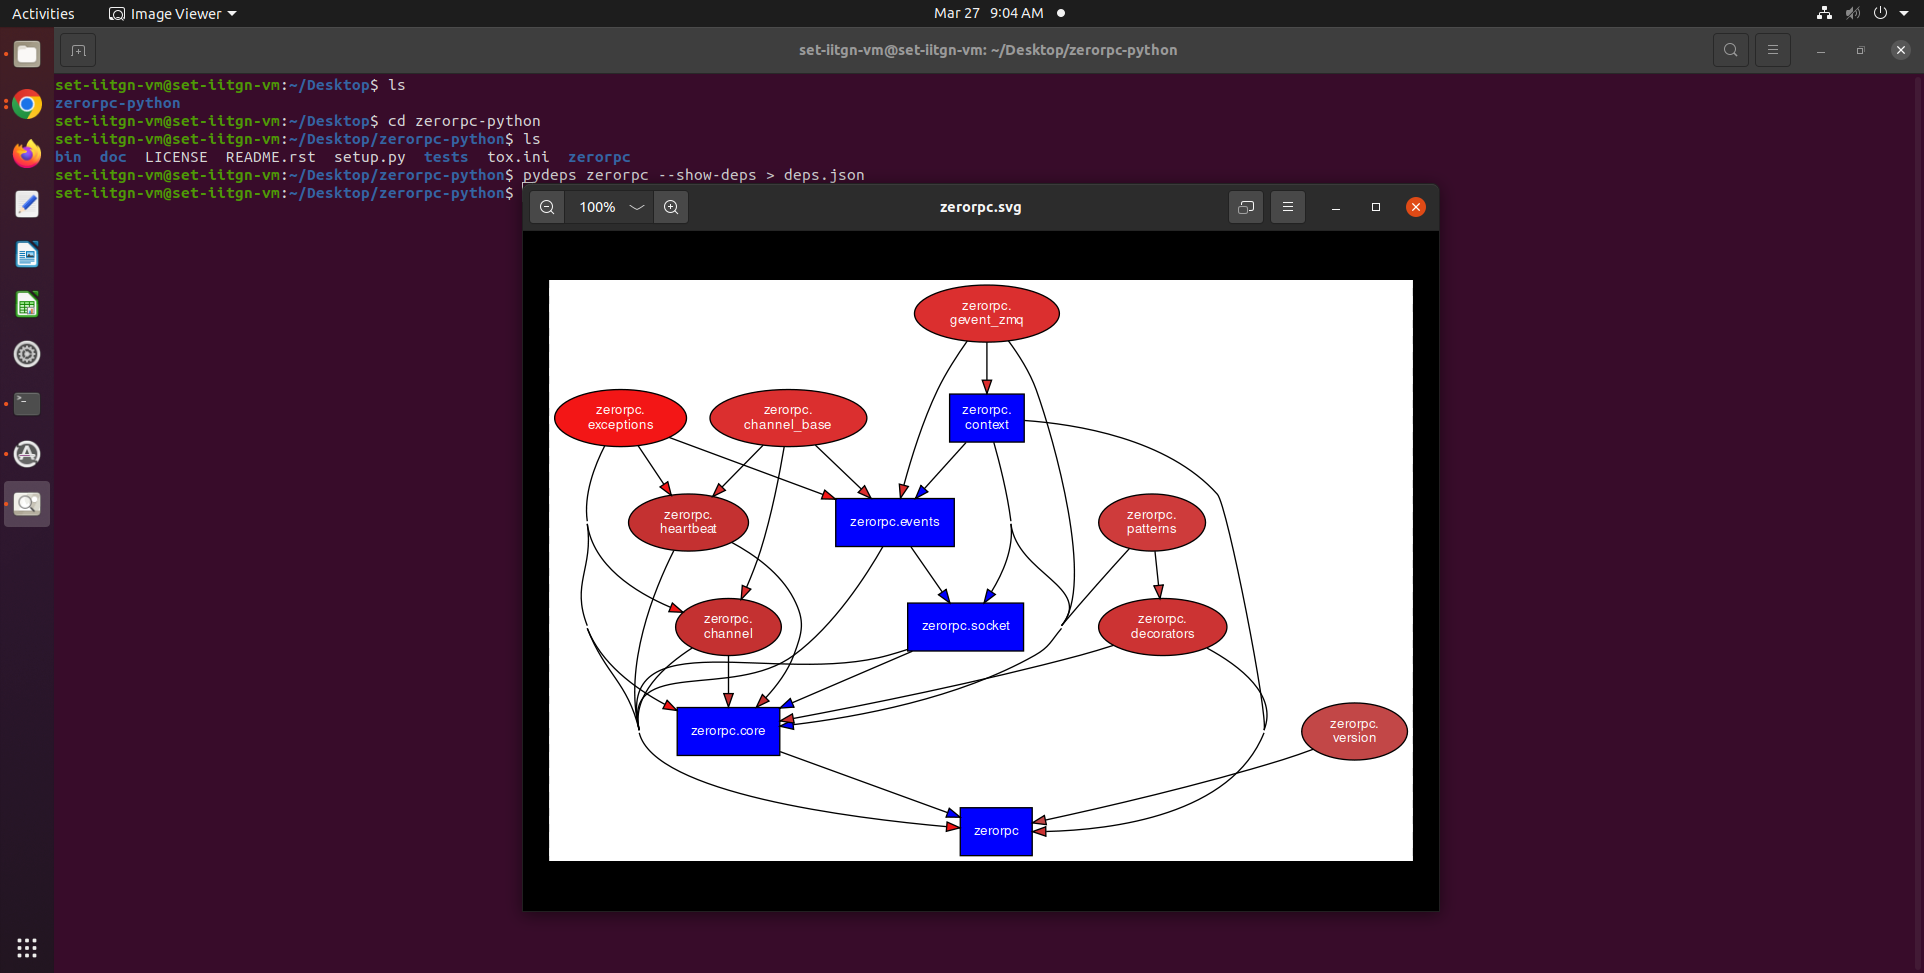 Activities
Image Viewer
Mar 27 9:04 AM
set-iitgn-vm@set-iitgn-vm: ~/Desktop/zerorpc-python
set-iitgn-vm@set-iitgn-vm:~/Desktop$ ls
zerorpc-python
set-iitgn-vm@set-iitgn-vm:~/Desktop$ cd zerorpc-python
set-iitgn-vm@set-iitgn-vm:~/Desktop/zerorpc-python$ ls
bin doc LICENSE README.rst setup.py tests tox.ini zerorpc
set-iitgn-vm@set-iitgn-vm:~/Desktop/zerorpc-python$ pydeps zerorpc --show-deps > deps.json
set-iitgn-vm@set-iitgn-vm:~/Desktop/zerorpc-python$
100%
zerorpc.svg
zerorpc.
gevent_zmq
zerorpc.
exceptions
zerorpc.
channel_base
zerorpc.
context
zerorpc.
heartbeat
zerorpc.events
zerorpc.
patterns
zerorpc.
channel
zerorpc.socket
zerorpc.
decorators
zerorpc.core
zerorpc.
version
zerorpc